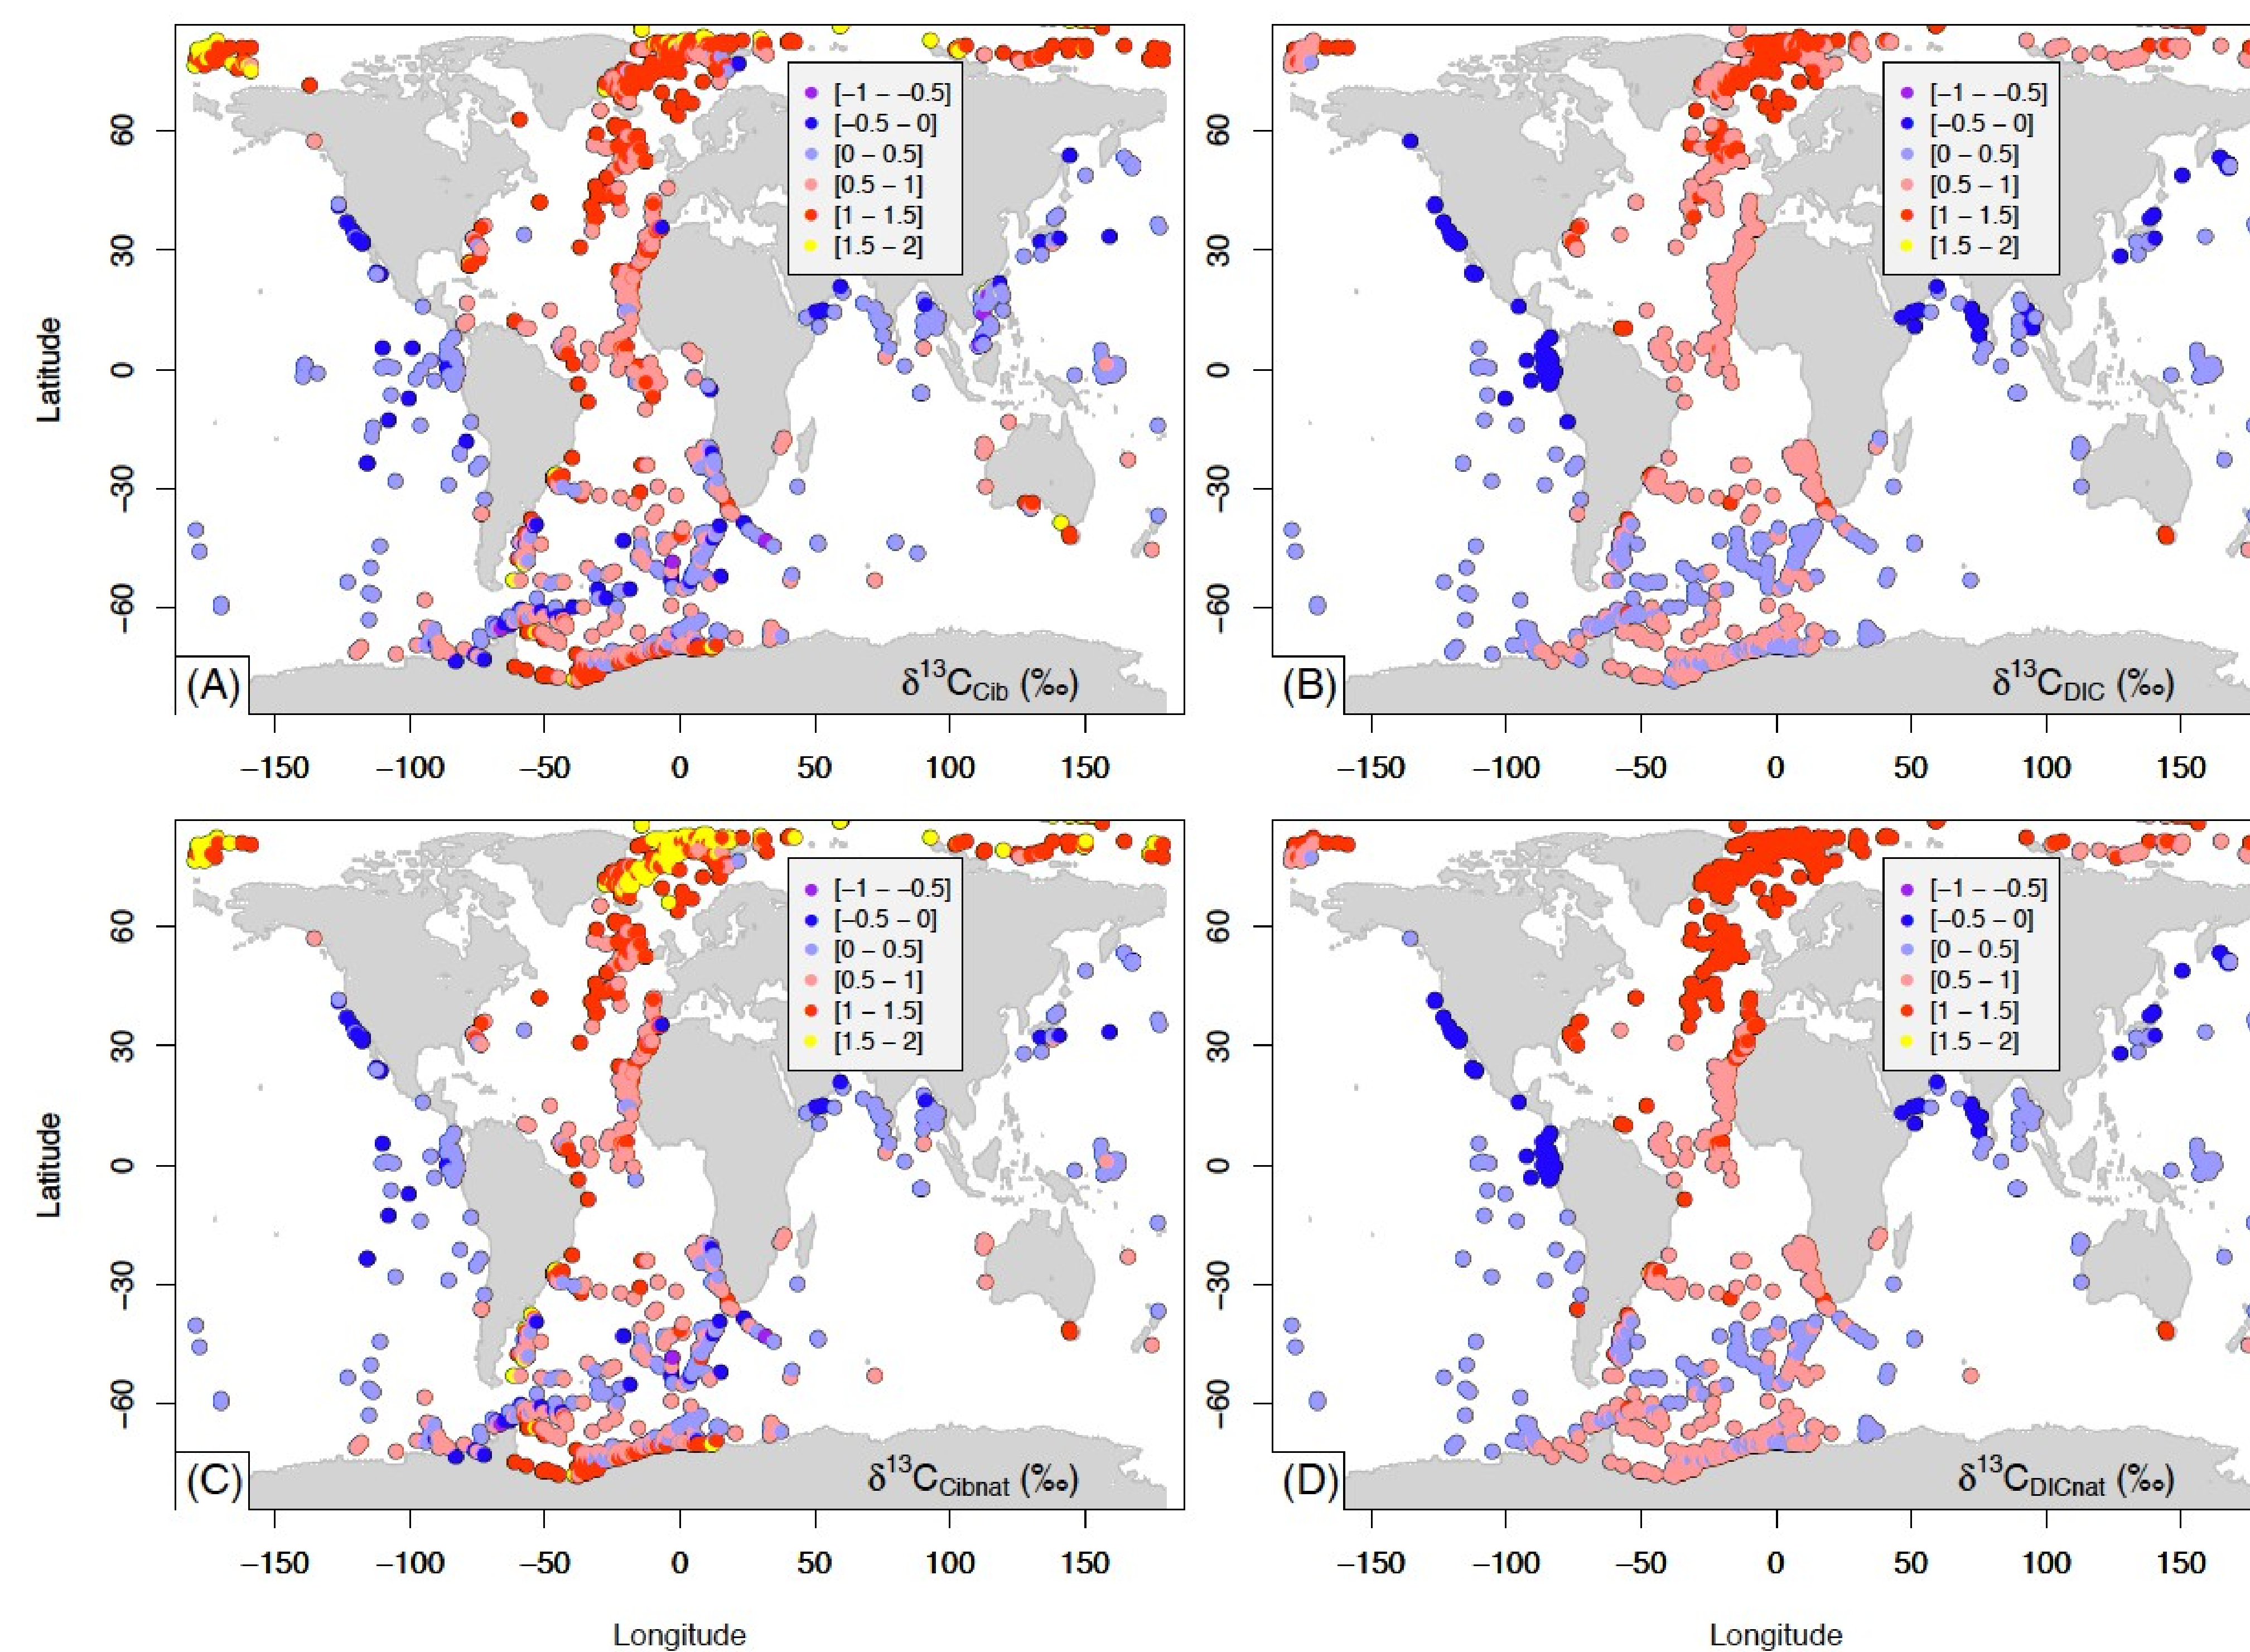 Latitude
60
30
0
−30
−60
[−1 − −0.5]
[−0.5 − 0]
[0 − 0.5]
[0.5 − 1]
[1 − 1.5]
[1.5 − 2]
(A)
δ13CCib (‰)
−150 −100 −50 0 50 100 150
60
30
0
−30
−60
[−1 − −0.5]
[−0.5 − 0]
[0 − 0.5]
[0.5 − 1]
[1 − 1.5]
[1.5 − 2]
(B)
δ13CDIC (‰)
−150 −100 −50 0 50 100 150
Latitude
60
30
0
−30
−60
[−1 − −0.5]
[−0.5 − 0]
[0 − 0.5]
[0.5 − 1]
[1 − 1.5]
[1.5 − 2]
(C)
δ13CCibnat (‰)
−150 −100 −50 0 50 100 150
Longitude
60
30
0
−30
−60
[−1 − −0.5]
[−0.5 − 0]
[0 − 0.5]
[0.5 − 1]
[1 − 1.5]
[1.5 − 2]
(D)
δ13CDICnat (‰)
−150 −100 −50 0 50 100 150
Longitude